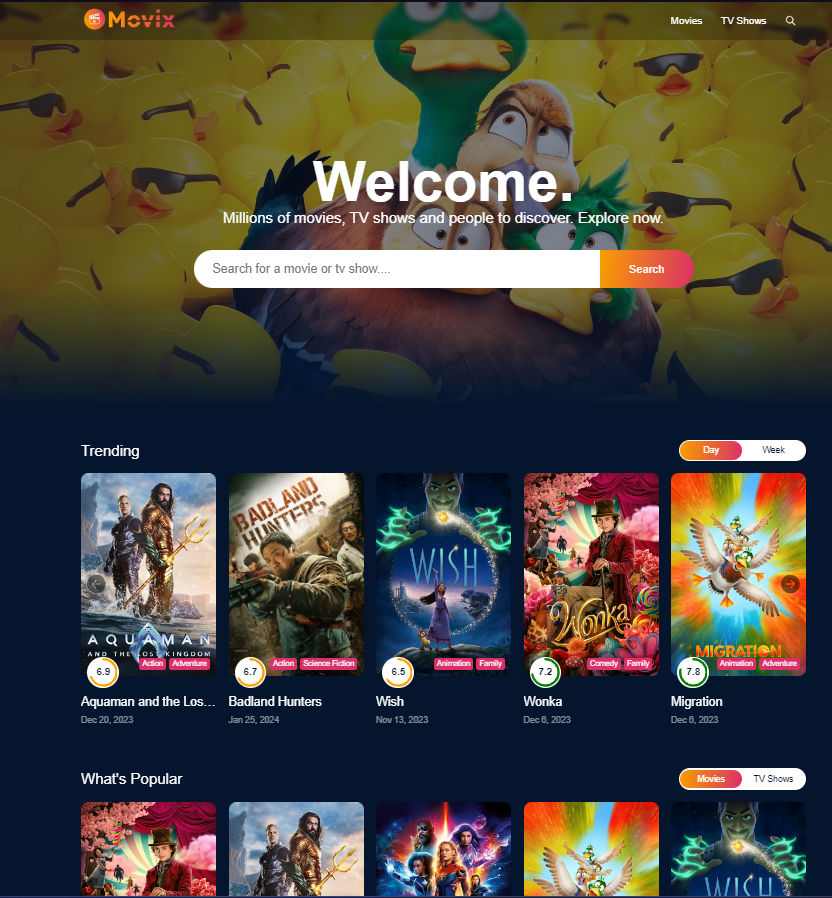 Movix
Movies TV Shows
Welcome.
Millions of movies, TV shows and people to discover. Explore now.
Search for a movie or tv show....
Search
Trending
Day Week
BADLAND
HUNTERS
WISH
Wonka
AQUAMAN
AND THE LOST KINGDOM
MIGRATION
Action Adventure
Action Science Fiction
Animation Family
Comedy Family
Animation Adventure
6.9 6.7 6.5 7.2 7.8
Aquaman and the Los... Badland Hunters Wish Wonka Migration
Dec 20, 2023 Jan 25, 2024 Nov 13, 2023 Dec 6, 2023 Dec 6, 2023
What's Popular
Movies TV Shows
WISH